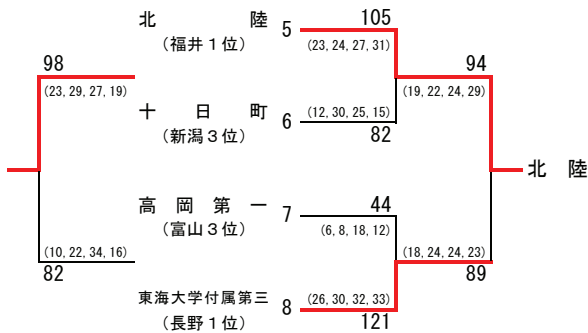 北　陸
（福井１位）
5
105
(23, 24, 27, 31)
98
(23, 29, 27, 19)
94
(19, 22, 24, 29)
十　日　町
（新潟３位）
6
(12, 30, 25, 15)
82
北　陸
高　岡　第　一
（富山３位）
7
44
(6, 8, 18, 12)
(10, 22, 34, 16)
82
(18, 24, 24, 23)
89
東海大学付属第三
（長野１位）
8
(26, 30, 32, 33)
121